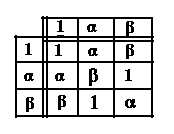 1 α β
1 1 α β
α α β 1
β β 1 α